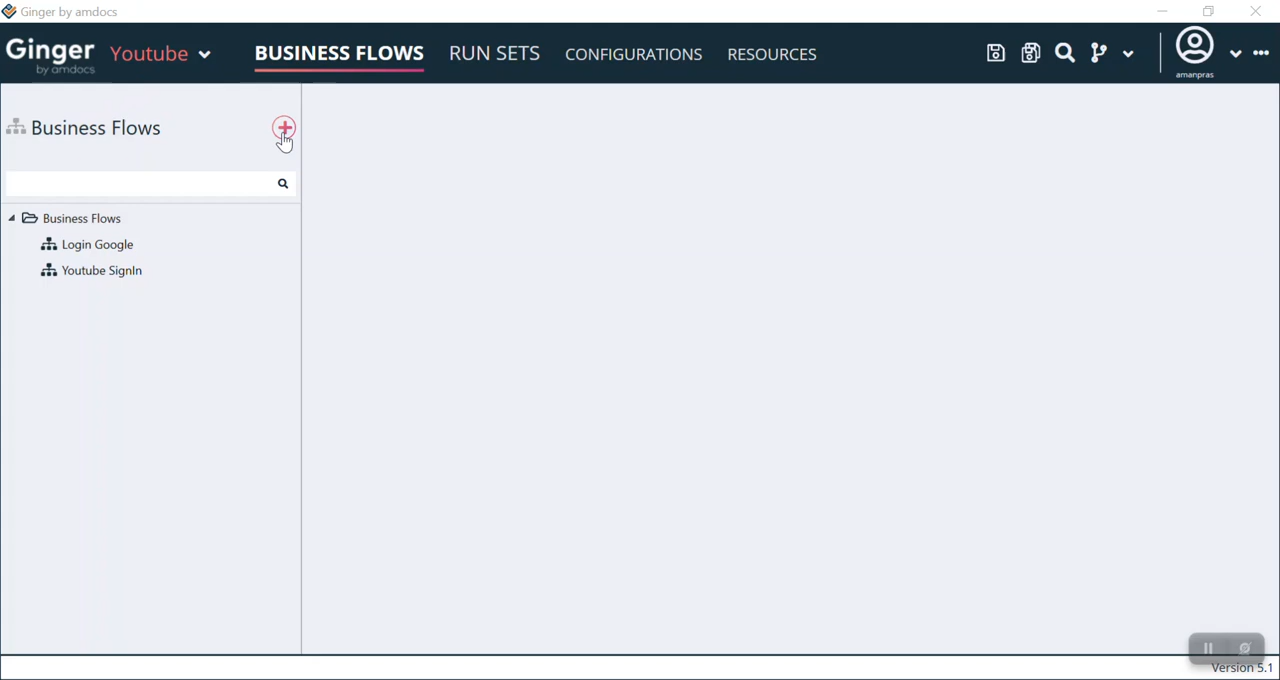 Ginger by amdocs
Ginger by amdocs Youtube BUSINESS FLOWS RUN SETS CONFIGURATIONS RESOURCES amanpras
Business Flows
Business Flows
Login Google
Youtube SignIn
Version 5.1